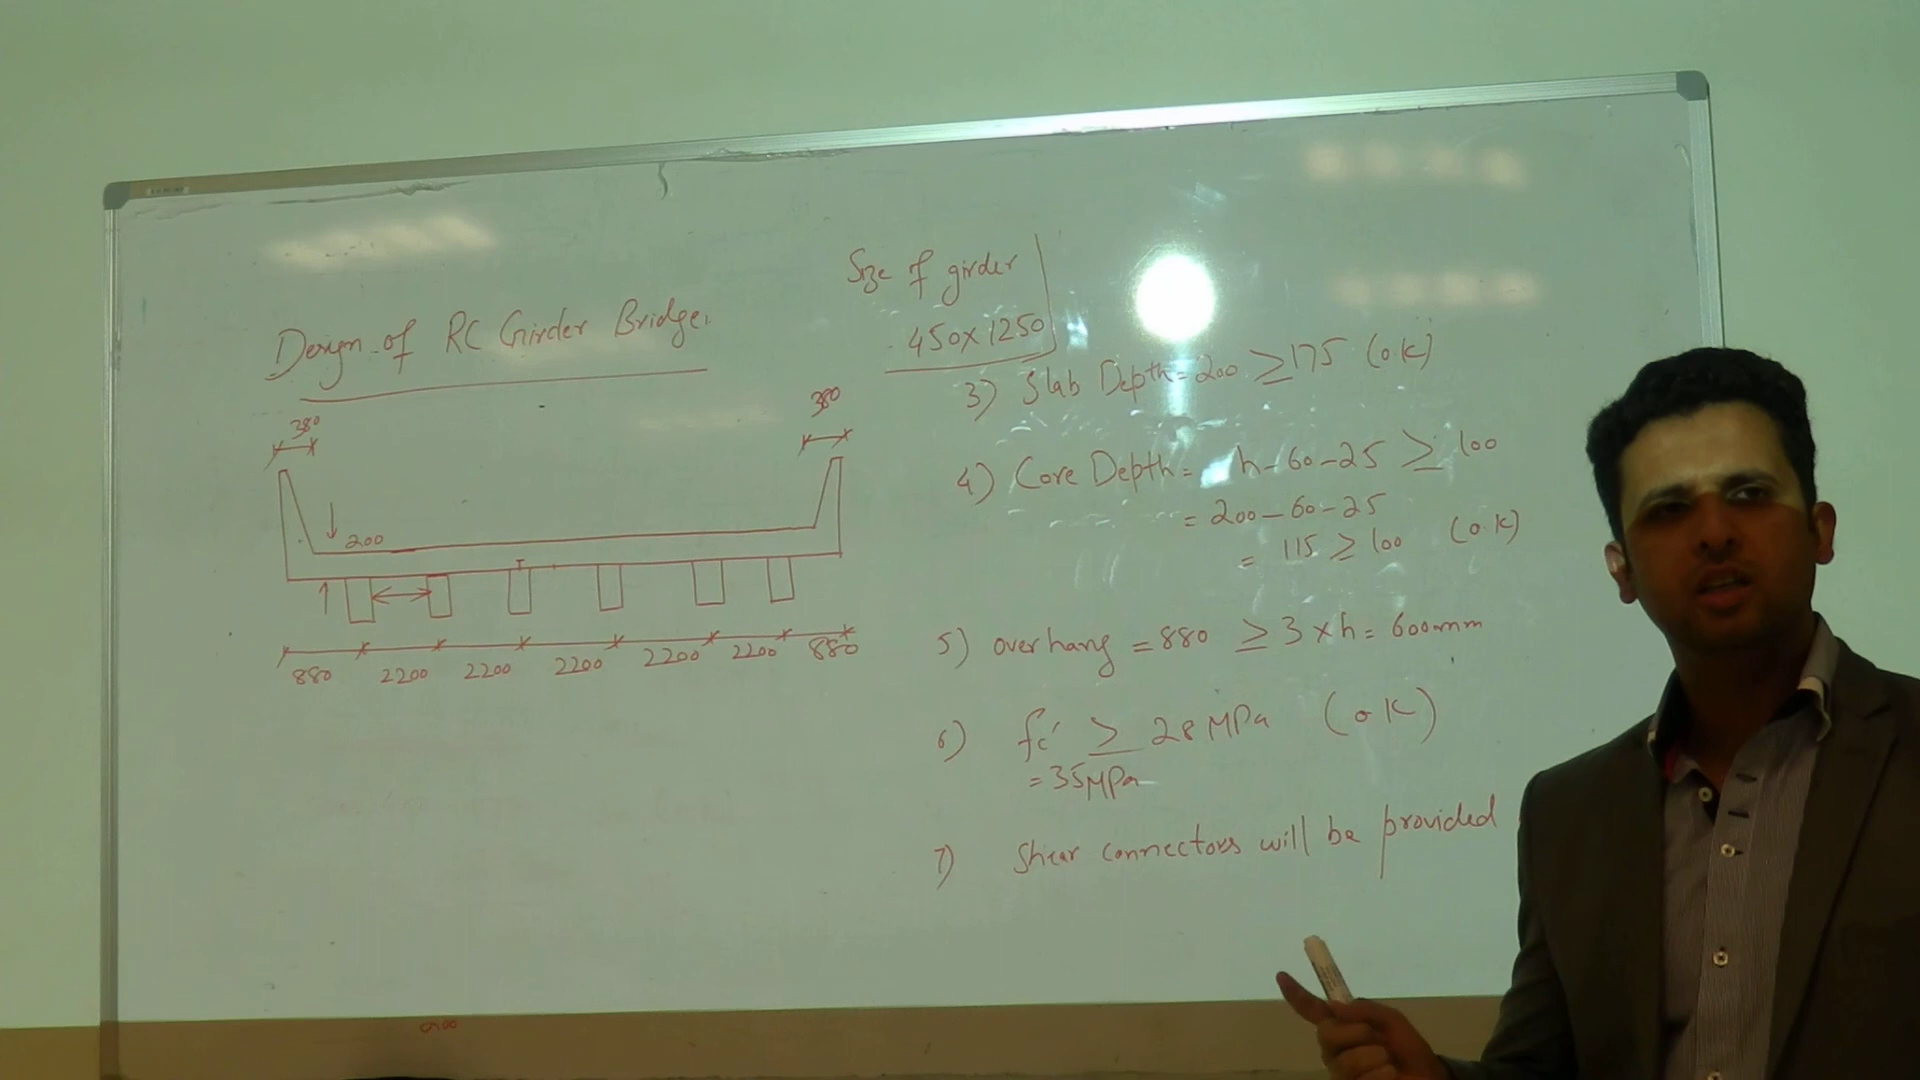 Design of RC Girder Bridge.
Size of girder
450x1250
380
380
200
880 2200 2200 2200 2200 2200 880
3) Slab Depth = 200 ≥ 175 (o.k)
4) Core Depth = h-60-25 ≥ 100
= 200-60-25
= 115 ≥ 100 (o.k)
5) overhang = 880 ≥ 3xh = 600mm
6) fc' ≥ 28 MPa (ok)
= 35MPa
7) Shear connectors will be provided